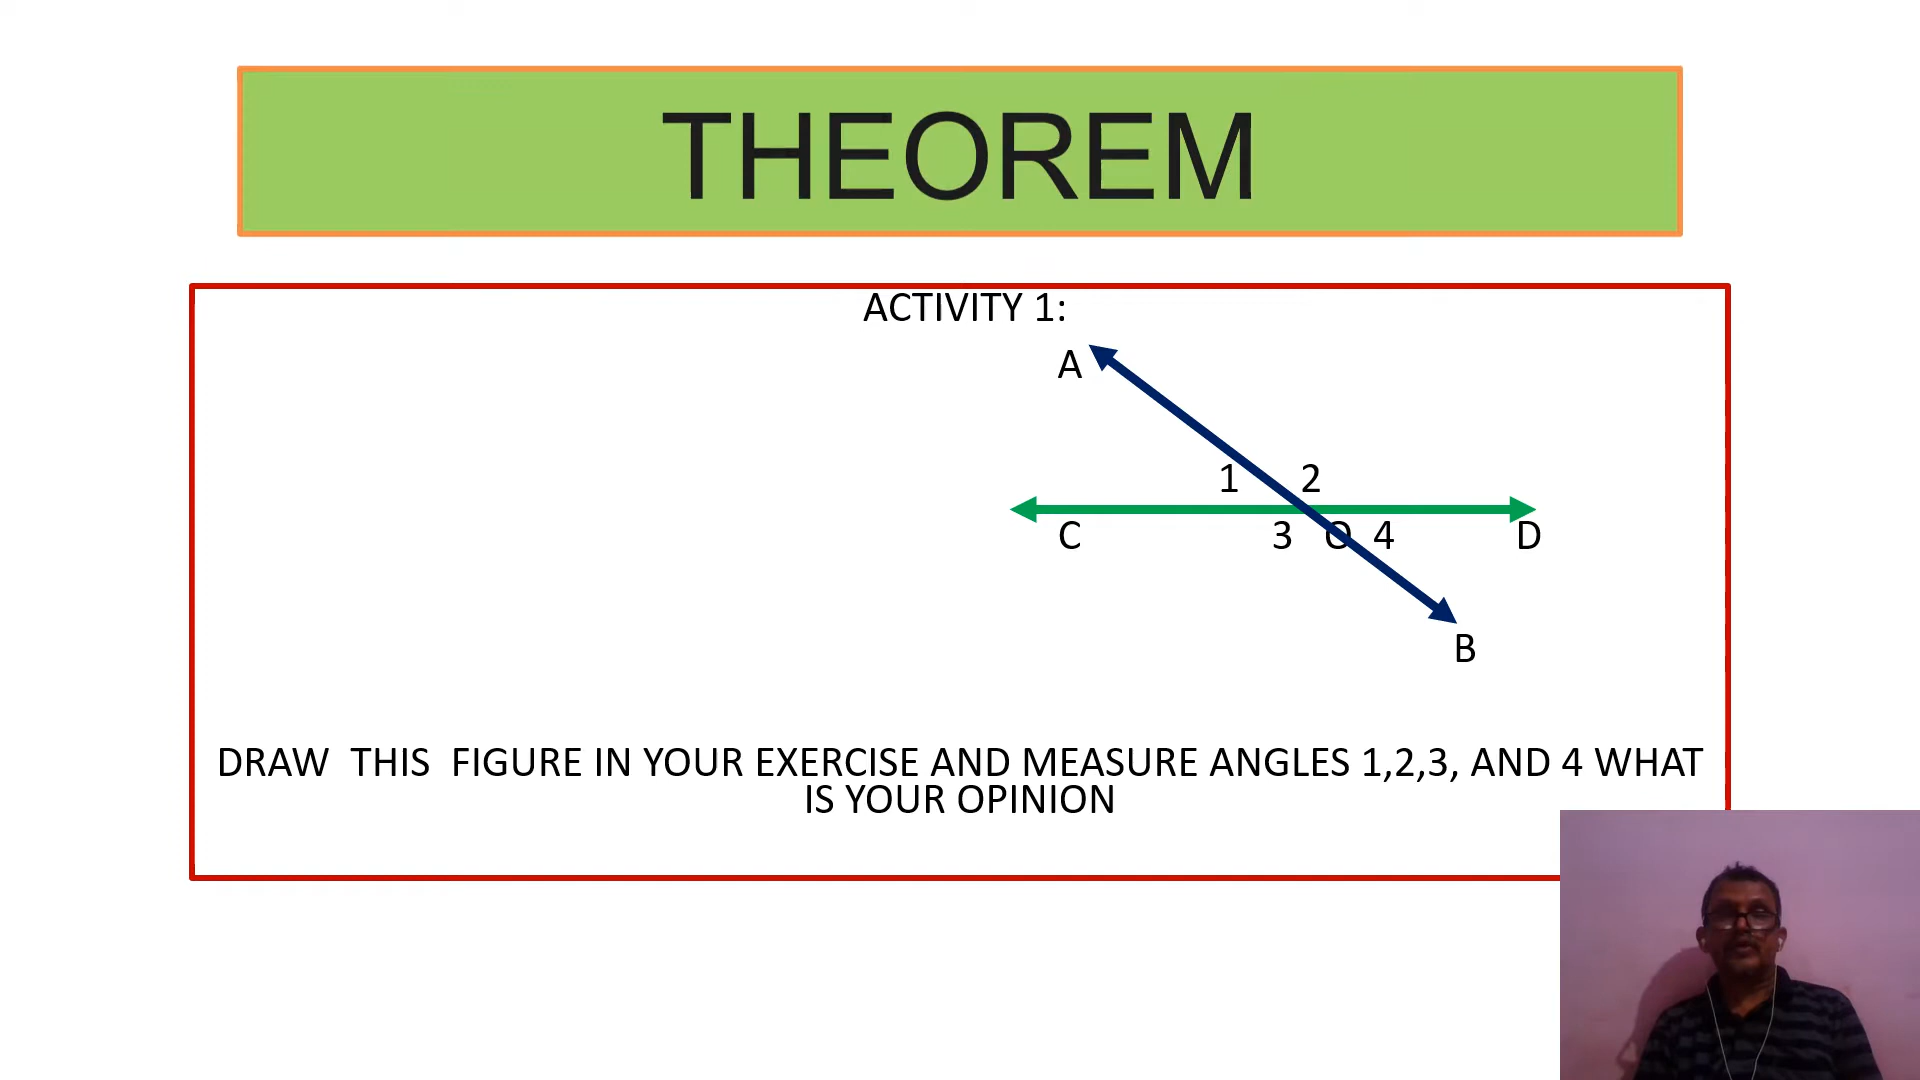 THEOREM
ACTIVITY 1:
A
1 2
C 3 O 4 D
B
DRAW THIS FIGURE IN YOUR EXERCISE AND MEASURE ANGLES 1,2,3, AND 4 WHAT
IS YOUR OPINION